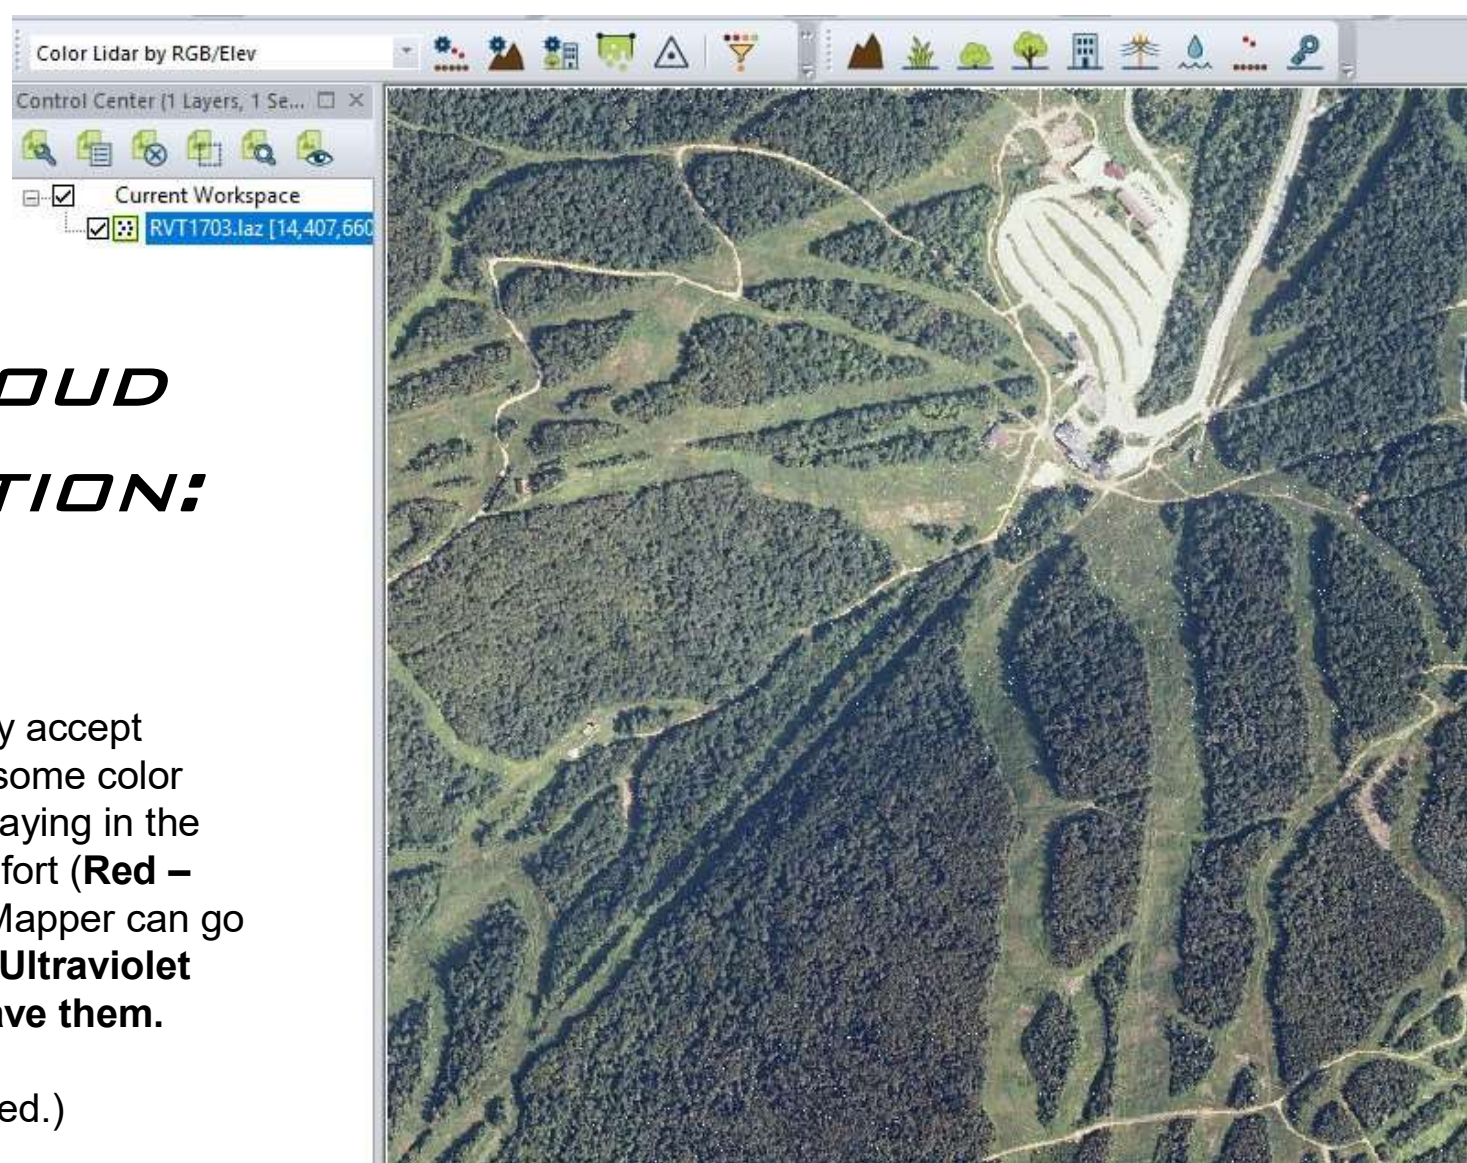 Color Lidar by RGB/Elev
Control Center (1 Layers, 1 Se...
Current Workspace
RVT1703.laz [14,407,660
OUD
TION:
y accept
some color
aying in the
fort (Red –
Mapper can go
Ultraviolet
ve them.
ed.)